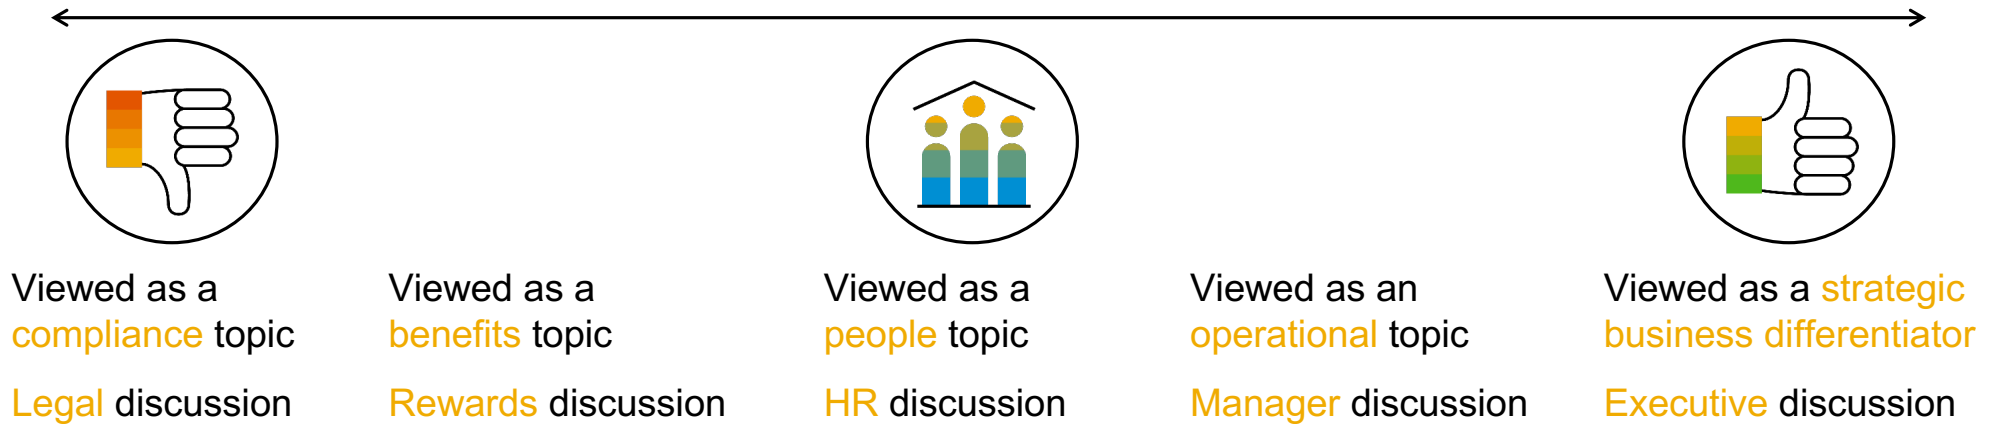 Viewed as a
compliance topic
Legal discussion
Viewed as a
benefits topic
Rewards discussion
Viewed as a
people topic
HR discussion
Viewed as an
operational topic
Manager discussion
Viewed as a strategic
business differentiator
Executive discussion